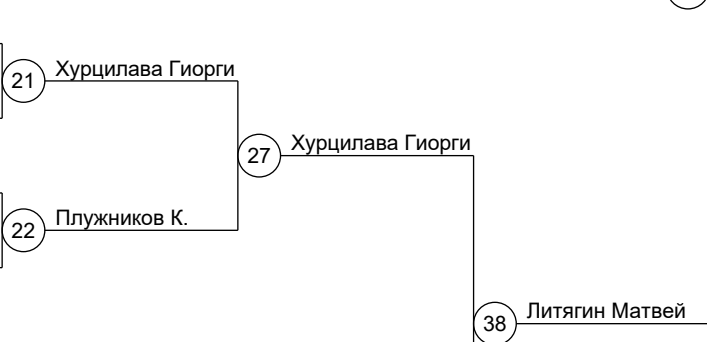 21 Хурцилава Гиорги
27 Хурцилава Гиорги
22 Плужников К.
38 Литягин Матвей